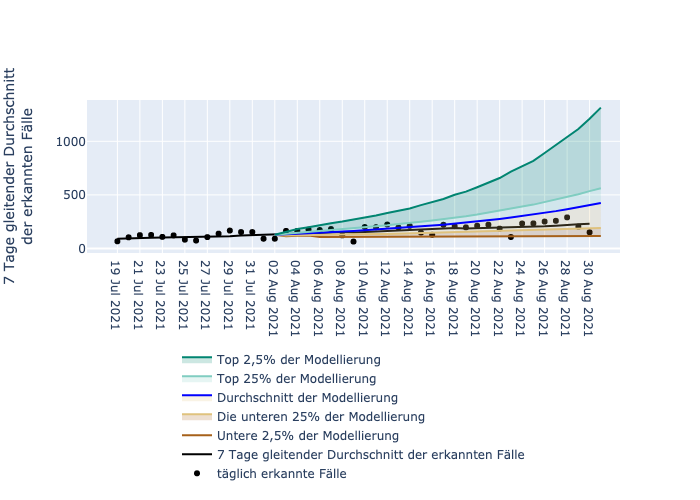 7 Tage gleitender Durchschnitt
der erkannten Fälle
1000
500
0
19 Jul 2021
21 Jul 2021
23 Jul 2021
25 Jul 2021
27 Jul 2021
29 Jul 2021
31 Jul 2021
02 Aug 2021
04 Aug 2021
06 Aug 2021
08 Aug 2021
10 Aug 2021
12 Aug 2021
14 Aug 2021
16 Aug 2021
18 Aug 2021
20 Aug 2021
22 Aug 2021
24 Aug 2021
26 Aug 2021
28 Aug 2021
30 Aug 2021
Top 2,5% der Modellierung
Top 25% der Modellierung
Durchschnitt der Modellierung
Die unteren 25% der Modellierung
Untere 2,5% der Modellierung
7 Tage gleitender Durchschnitt der erkannten Fälle
täglich erkannte Fälle